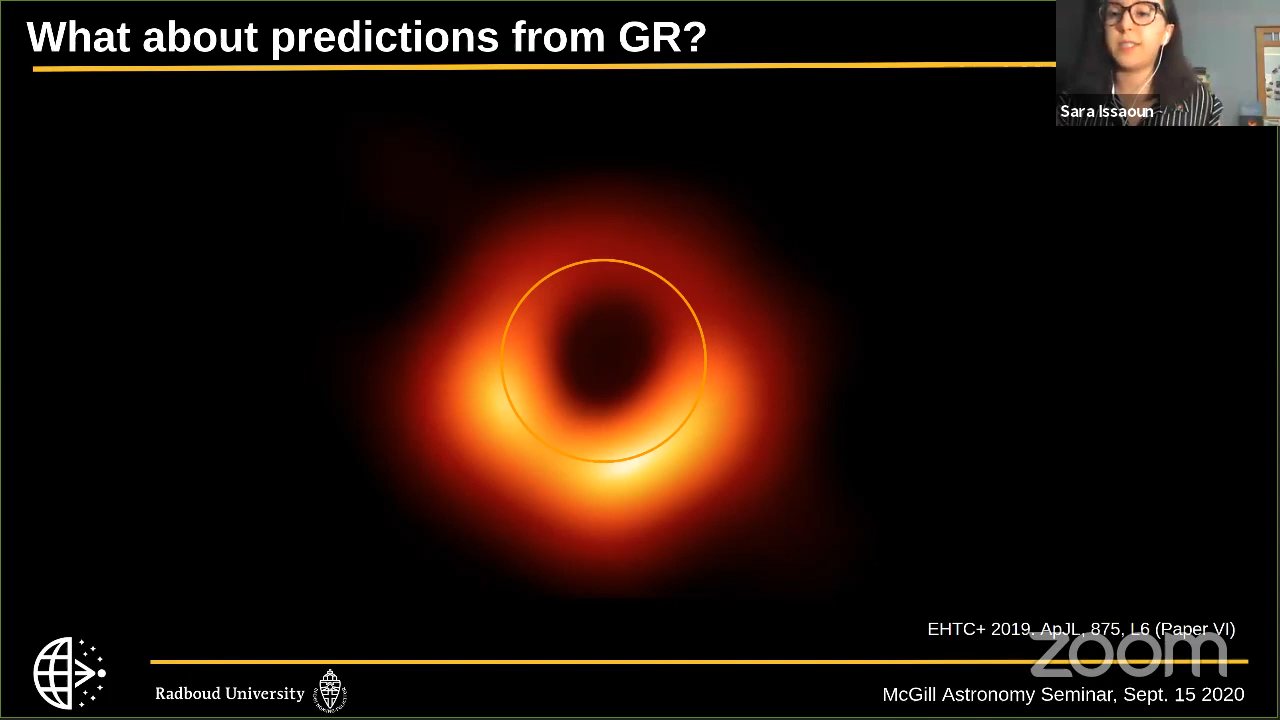 What about predictions from GR?
Sara Issaoun
EHTC+ 2019, ApJL, 875, L6 (Paper VI)
zoom
Radboud University
McGill Astronomy Seminar, Sept. 15 2020